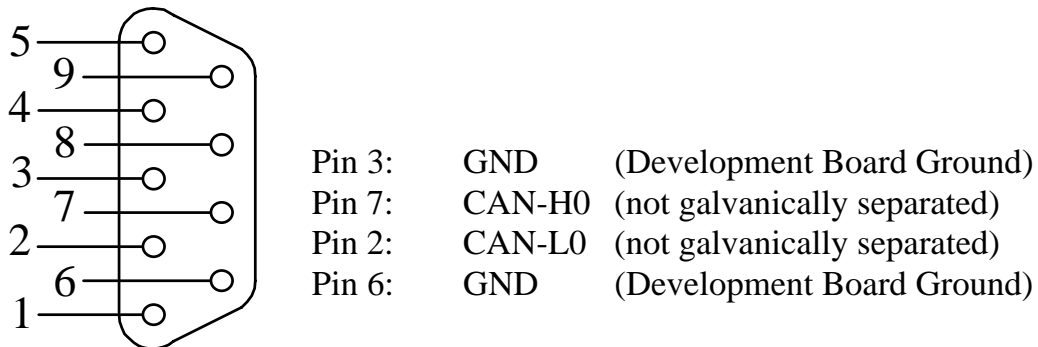 5
9
4
8
3
7
2
6
1
Pin 3: GND (Development Board Ground)
Pin 7: CAN-H0 (not galvanically separated)
Pin 2: CAN-L0 (not galvanically separated)
Pin 6: GND (Development Board Ground)